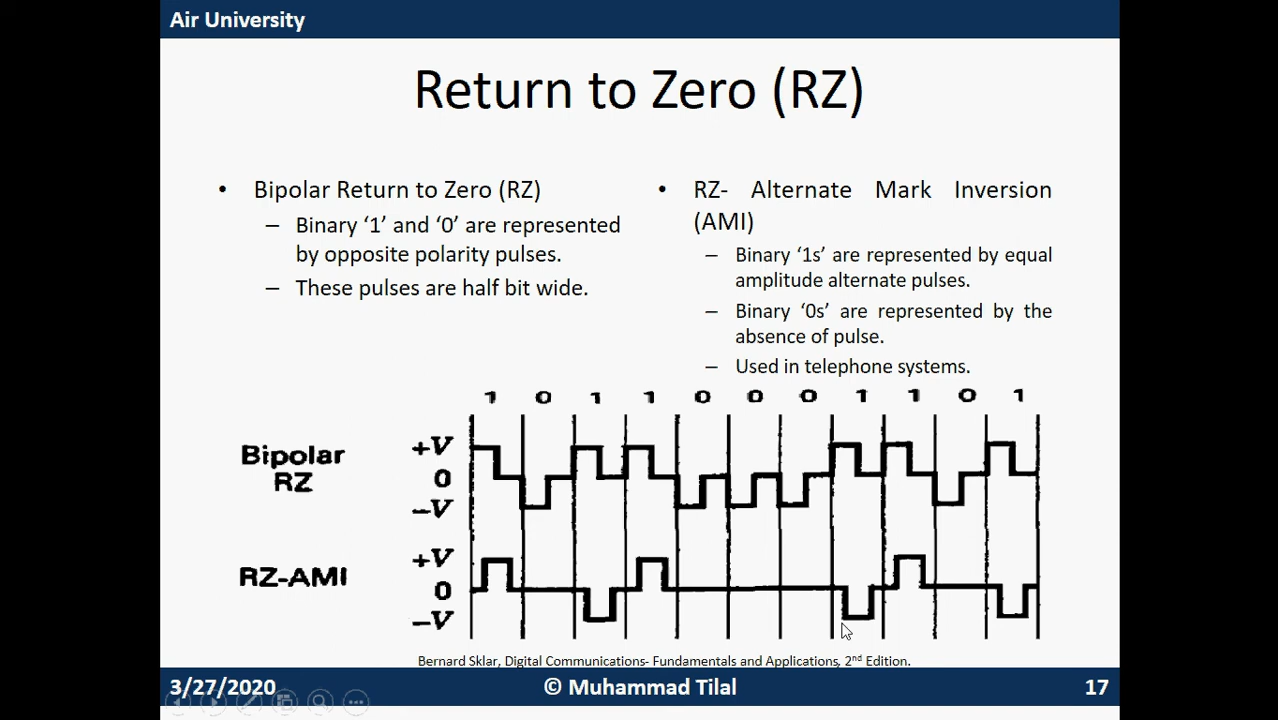 Air University
Return to Zero (RZ)
• Bipolar Return to Zero (RZ)
– Binary ‘1’ and ‘0’ are represented
by opposite polarity pulses.
– These pulses are half bit wide.
• RZ- Alternate Mark Inversion
(AMI)
– Binary ‘1s’ are represented by equal
amplitude alternate pulses.
– Binary ‘0s’ are represented by the
absence of pulse.
– Used in telephone systems.
1 0 1 1 0 0 0 1 1 0 1
Bipolar
RZ
+V
0
−V
RZ-AMI
+V
0
−V
Bernard Sklar, Digital Communications- Fundamentals and Applications, 2nd Edition.
3/27/2020 © Muhammad Tilal 17